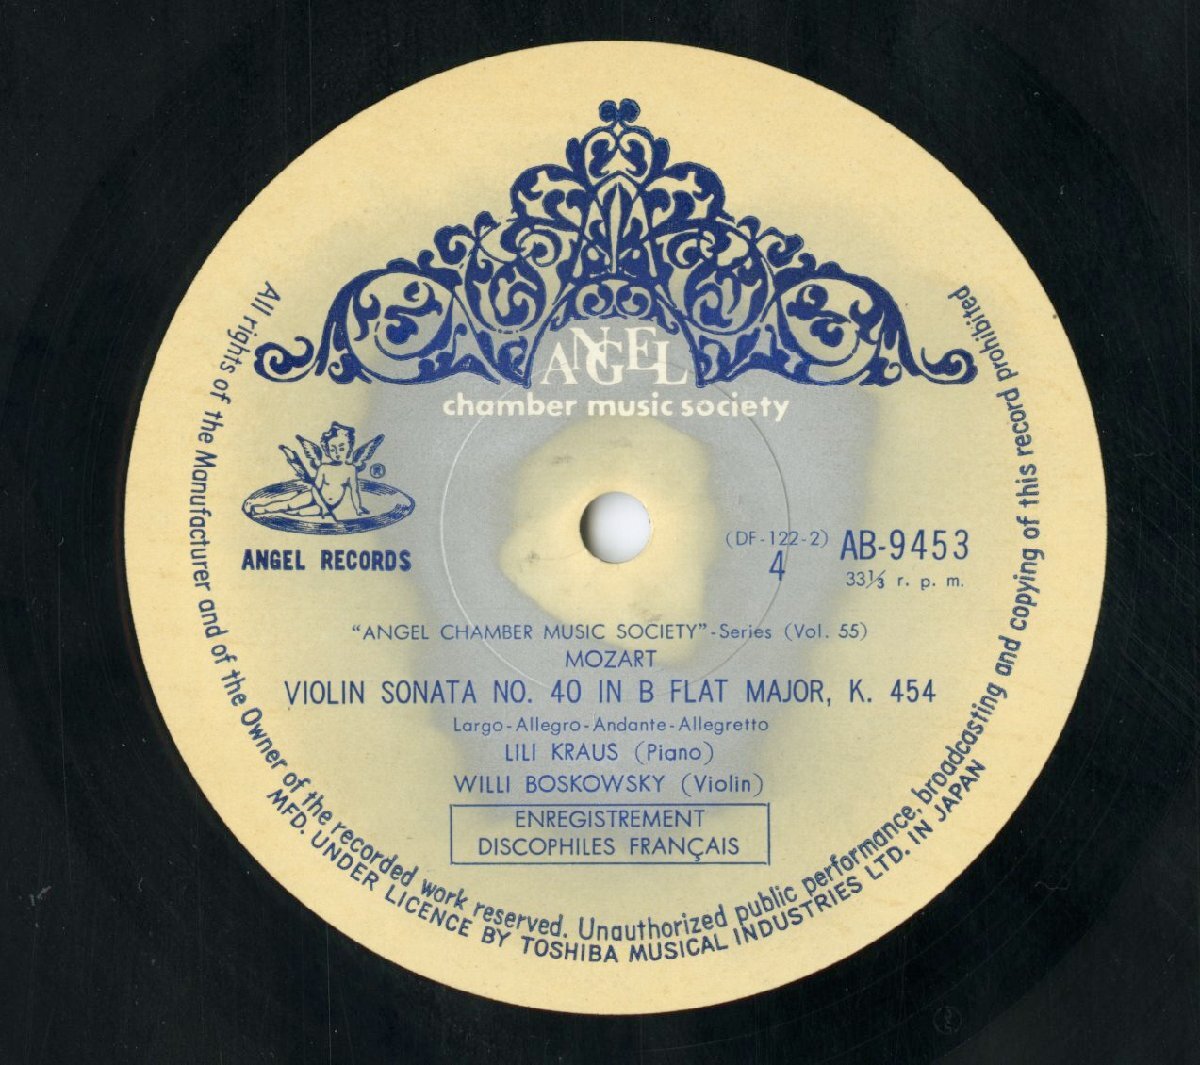 ANGEL
chamber music society
®
ANGEL RECORDS
(DF-122-2)
4
AB-9453
33⅓ r. p. m.
“ANGEL CHAMBER MUSIC SOCIETY”-Series (Vol. 55)
MOZART
VIOLIN SONATA NO. 40 IN B FLAT MAJOR, K. 454
Largo-Allegro-Andante-Allegretto
LILI KRAUS (Piano)
WILLI BOSKOWSKY (Violin)
ENREGISTREMENT
DISCOPHILES FRANÇAIS
All rights of the Manufacturer and of the Owner of the recorded work reserved. Unauthorized public performance, broadcasting and copying of this record prohibited
MFD. UNDER LICENCE BY TOSHIBA MUSICAL INDUSTRIES LTD. IN JAPAN